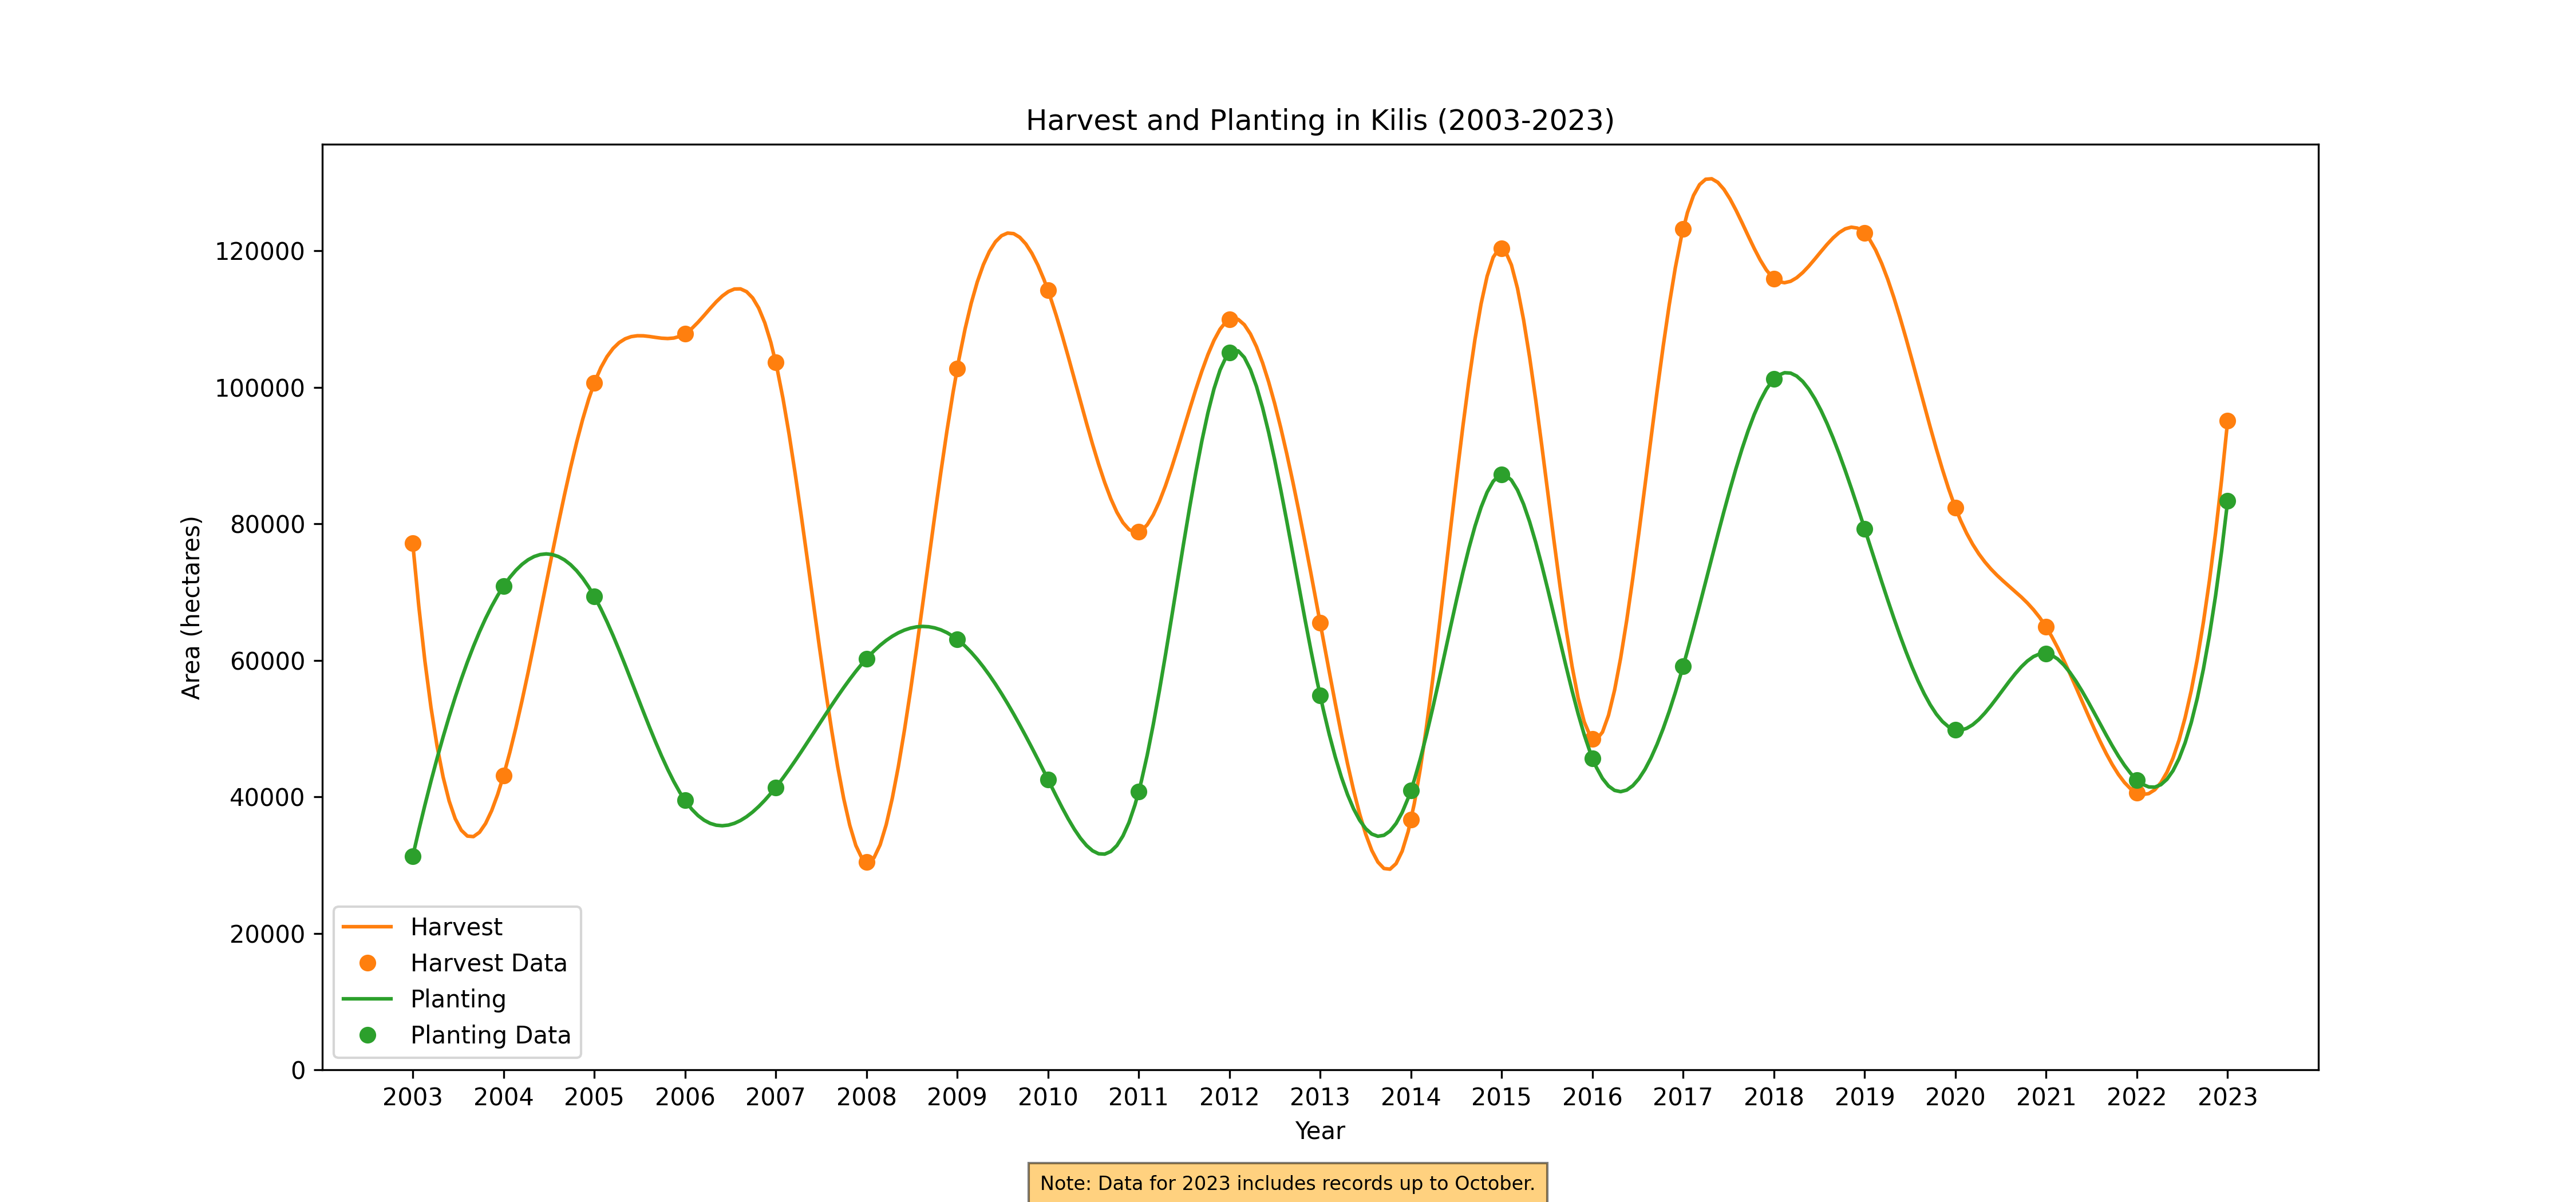 Harvest and Planting in Kilis (2003-2023)
Area (hectares)
120000
100000
80000
60000
40000
20000
0
Harvest
Harvest Data
Planting
Planting Data
2003 2004 2005 2006 2007 2008 2009 2010 2011 2012 2013 2014 2015 2016 2017 2018 2019 2020 2021 2022 2023
Year
Note: Data for 2023 includes records up to October.